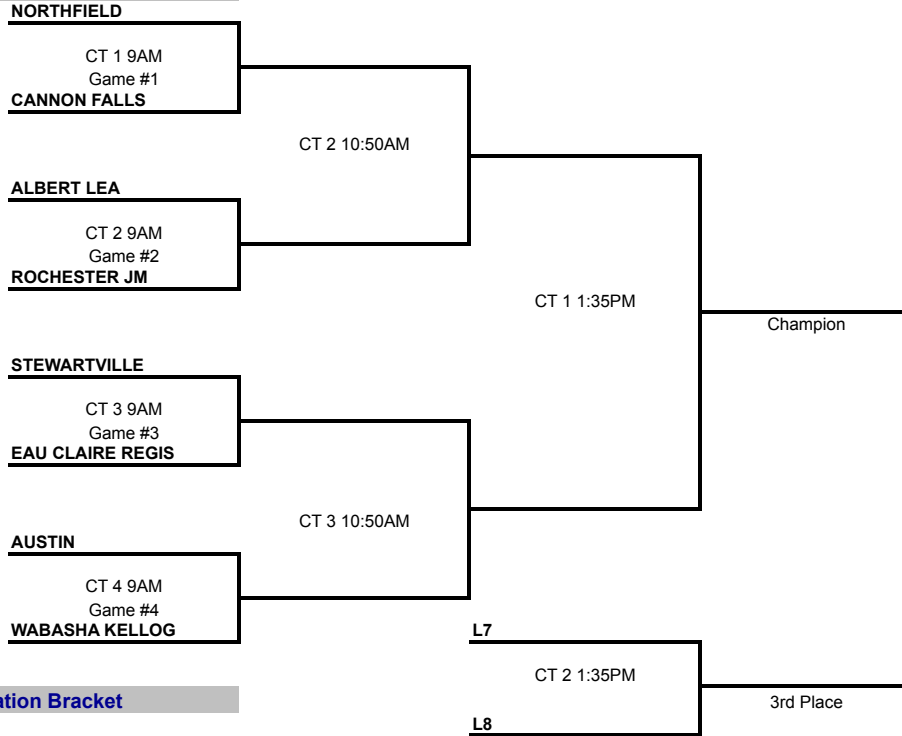 NORTHFIELD
CT 1 9AM
Game #1
CANNON FALLS
CT 2 10:50AM
ALBERT LEA
CT 2 9AM
Game #2
ROCHESTER JM
CT 1 1:35PM
Champion
STEWARTVILLE
CT 3 9AM
Game #3
EAU CLAIRE REGIS
CT 3 10:50AM
AUSTIN
CT 4 9AM
Game #4
WABASHA KELLOG
L7
CT 2 1:35PM
3rd Place
L8
ation Bracket